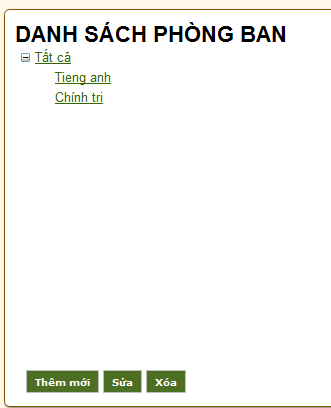 DANH SÁCH PHÒNG BAN
Tất cả
Tieng anh
Chính tri
Thêm mới Sửa Xóa